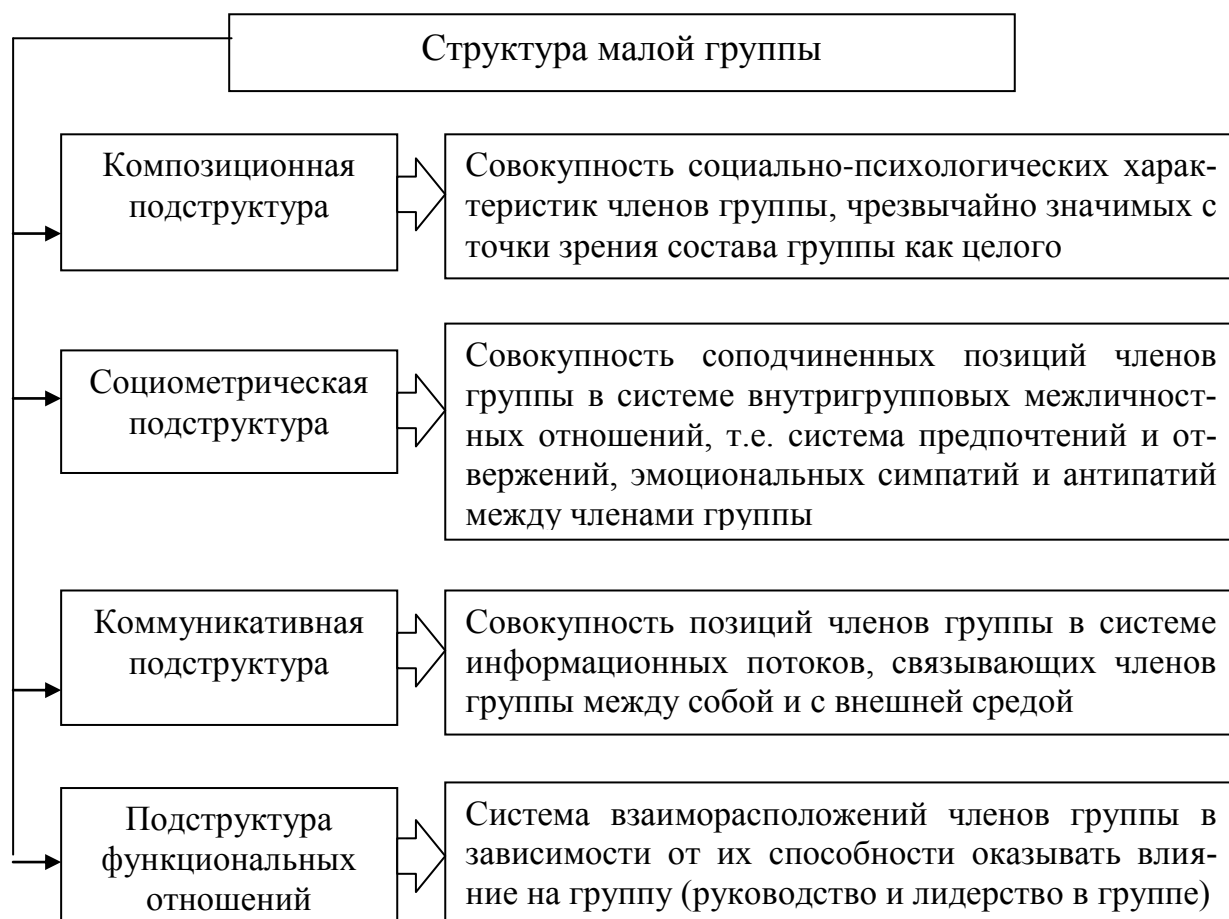 Структура малой группы
Композиционная
подструктура
Совокупность социально-психологических харак-
теристик членов группы, чрезвычайно значимых с
точки зрения состава группы как целого
Социометрическая
подструктура
Совокупность соподчиненных позиций членов
группы в системе внутригрупповых межличност-
ных отношений, т.е. система предпочтений и от-
вержений, эмоциональных симпатий и антипатий
между членами группы
Коммуникативная
подструктура
Совокупность позиций членов группы в системе
информационных потоков, связывающих членов
группы между собой и с внешней средой
Подструктура
функциональных
отношений
Система взаиморасположений членов группы в
зависимости от их способности оказывать влия-
ние на группу (руководство и лидерство в группе)